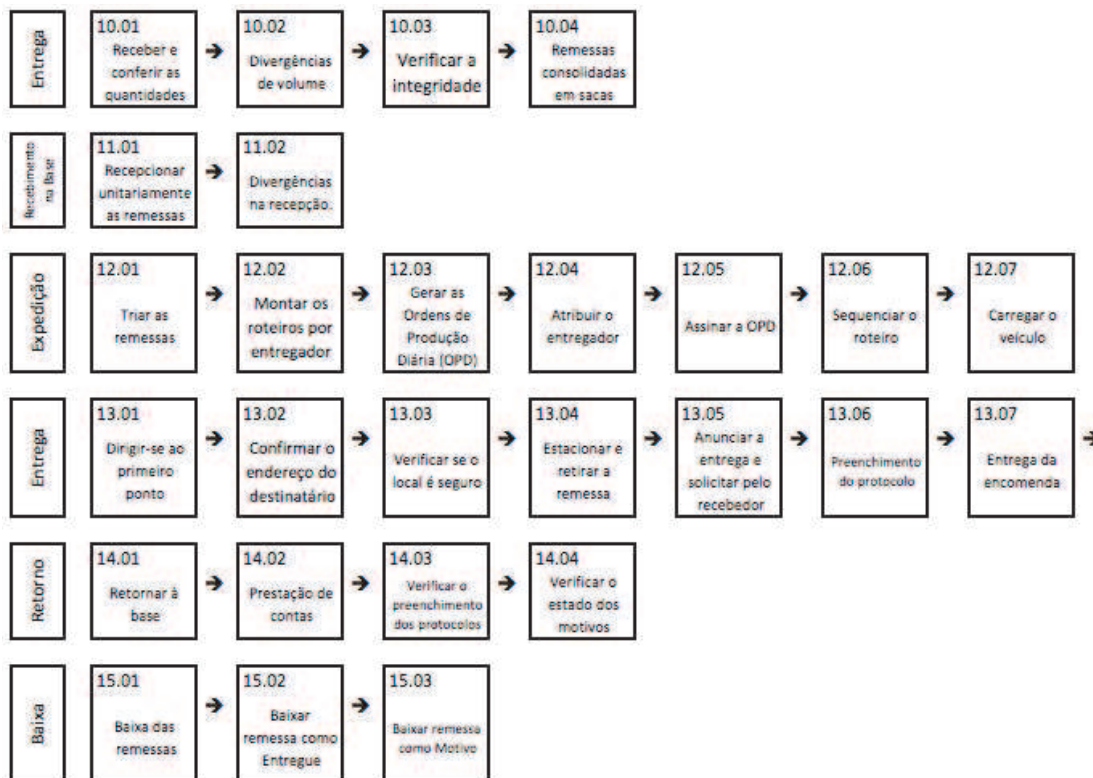 Entrega
10.01
Receber e
conferir as
quantidades
10.02
Divergências
de volume
10.03
Verificar a
integridade
10.04
Remessas
consolidadas
em sacas
Recebimento
na Base
11.01
Recepcionar
unitariamente
as remessas
11.02
Divergências
na recepção.
Expedição
12.01
Triar as
remessas
12.02
Montar os
roteiros por
entregador
12.03
Gerar as
Ordens de
Produção
Diária (OPD)
12.04
Atribuir o
entregador
12.05
Assinar a OPD
12.06
Sequenciar o
roteiro
12.07
Carregar o
veículo
Entrega
13.01
Dirigir-se ao
primeiro
ponto
13.02
Confirmar o
endereço do
destinatário
13.03
Verificar se o
local é seguro
13.04
Estacionar e
retirar a
remessa
13.05
Anunciar a
entrega e
solicitar pelo
recebedor
13.06
Preenchimento
do protocolo
13.07
Entrega da
encomenda
Retorno
14.01
Retornar à
base
14.02
Prestação de
contas
14.03
Verificar o
preenchimento
dos protocolos
14.04
Verificar o
estado dos
motivos
Baixa
15.01
Baixa das
remessas
15.02
Baixar
remessa como
Entregue
15.03
Baixar remessa
como Motivo